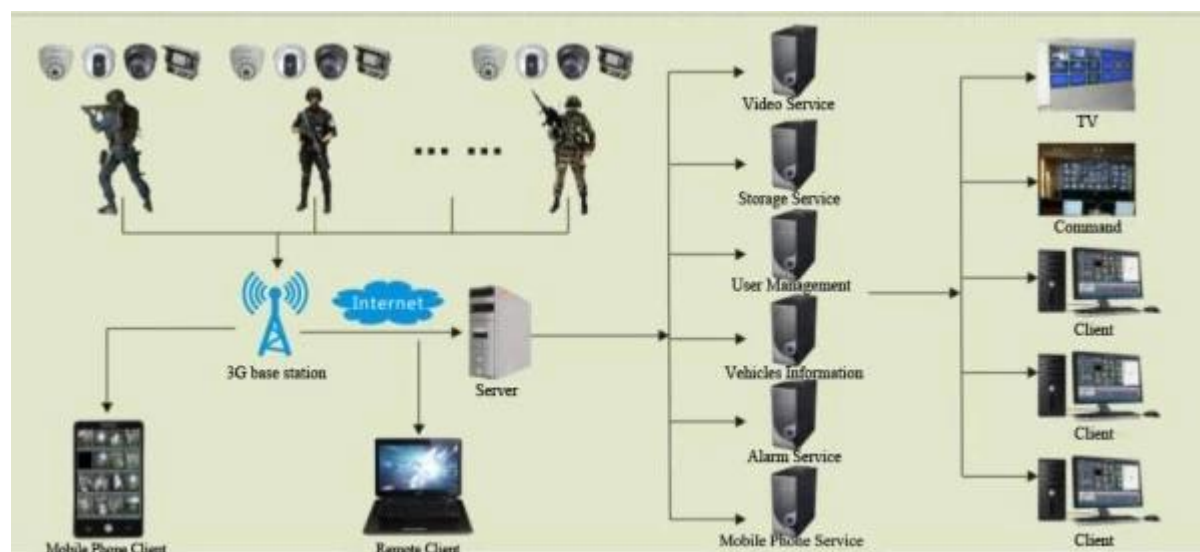 Video Service
TV
Storage Service
Command
User Management
Internet
Client
3G base station
Server
Vehicles Information
Client
Alarm Service
Mobile Phone Client
Remote Client
Mobile Phone Service
Client